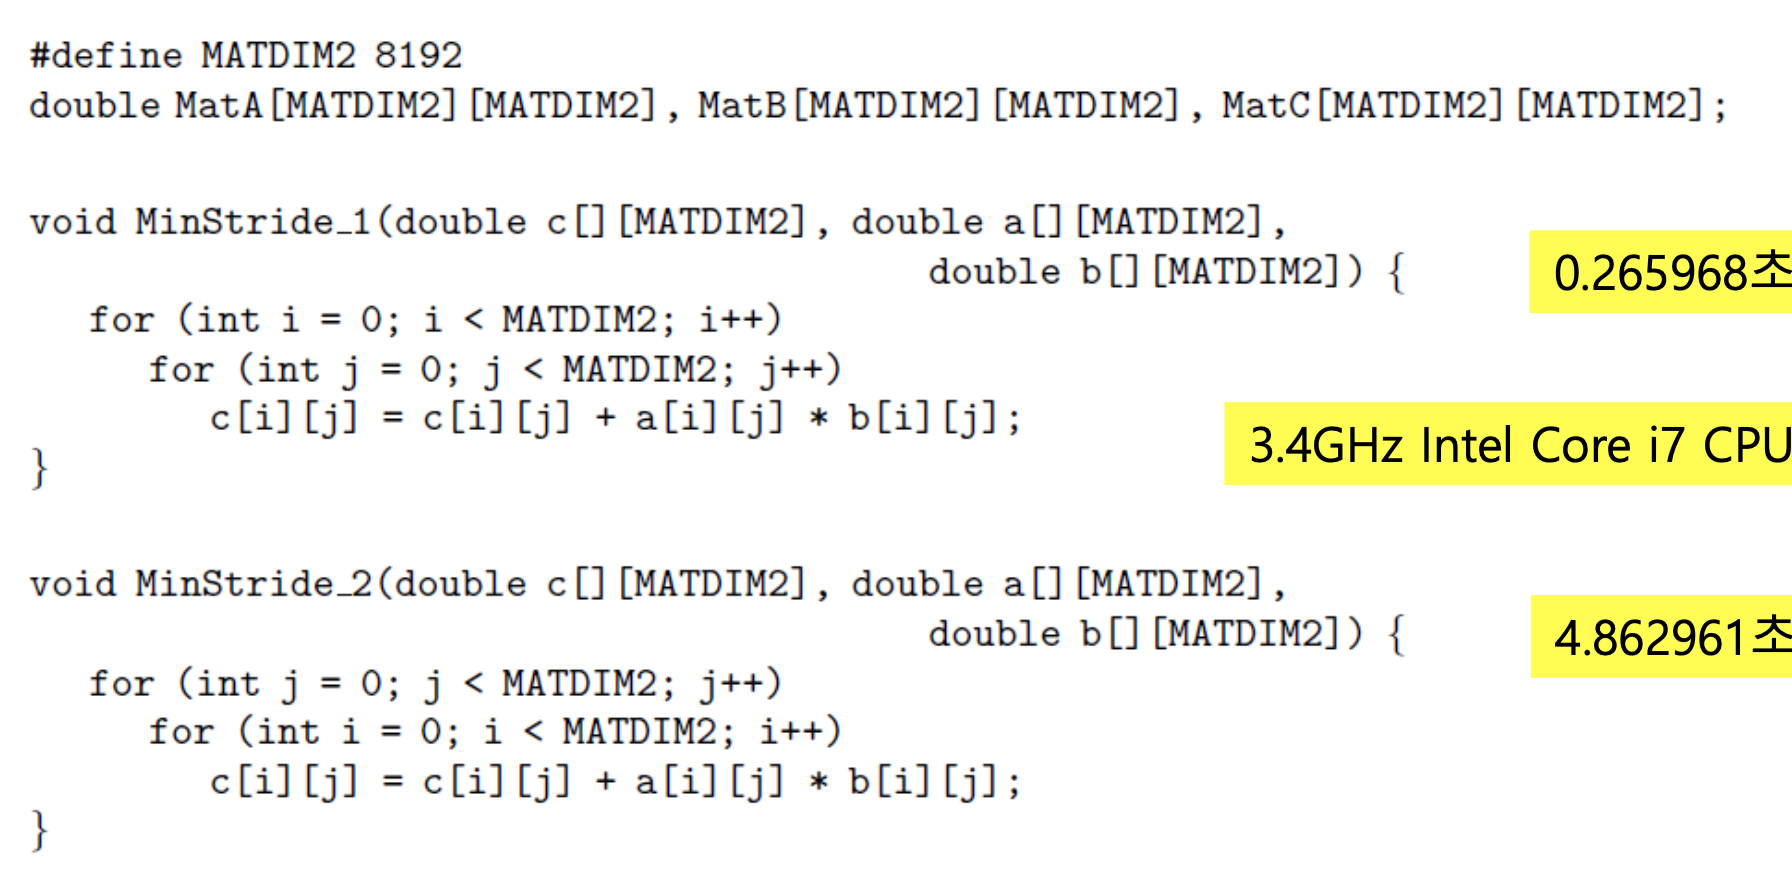 #define MATDIM2 8192
double MatA[MATDIM2][MATDIM2], MatB[MATDIM2][MATDIM2], MatC[MATDIM2][MATDIM2];
void MinStride_1(double c[][MATDIM2], double a[][MATDIM2],
double b[][MATDIM2]) {
0.265968초
for (int i = 0; i < MATDIM2; i++)
for (int j = 0; j < MATDIM2; j++)
c[i][j] = c[i][j] + a[i][j] * b[i][j];
3.4GHz Intel Core i7 CPU
}
void MinStride_2(double c[][MATDIM2], double a[][MATDIM2],
double b[][MATDIM2]) {
4.862961초
for (int j = 0; j < MATDIM2; j++)
for (int i = 0; i < MATDIM2; i++)
c[i][j] = c[i][j] + a[i][j] * b[i][j];
}